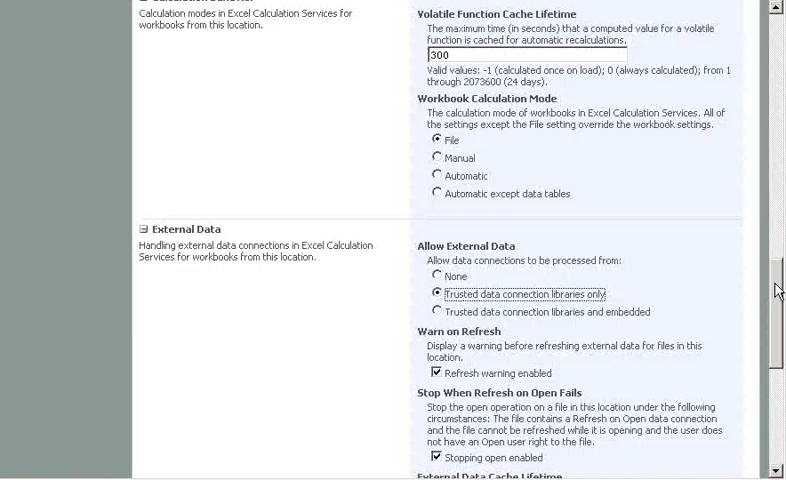 Calculation modes in Excel Calculation Services for
workbooks from this location.
Volatile Function Cache Lifetime
The maximum time (in seconds) that a computed value for a volatile
function is cached for automatic recalculations.
300
Valid values: -1 (calculated once on load); 0 (always calculated); from 1
through 2073600 (24 days).
Workbook Calculation Mode
The calculation mode of workbooks in Excel Calculation Services. All of
the settings except the File setting override the workbook settings.
File
Manual
Automatic
Automatic except data tables
External Data
Handling external data connections in Excel Calculation
Services for workbooks from this location.
Allow External Data
Allow data connections to be processed from:
None
Trusted data connection libraries only
Trusted data connection libraries and embedded
Warn on Refresh
Display a warning before refreshing external data for files in this
location.
Refresh warning enabled
Stop When Refresh on Open Fails
Stop the open operation on a file in this location under the following
circumstances: The file contains a Refresh on Open data connection
and the file cannot be refreshed while it is opening and the user does
not have an Open user right to the file.
Stopping open enabled
External Data Cache Lifetime